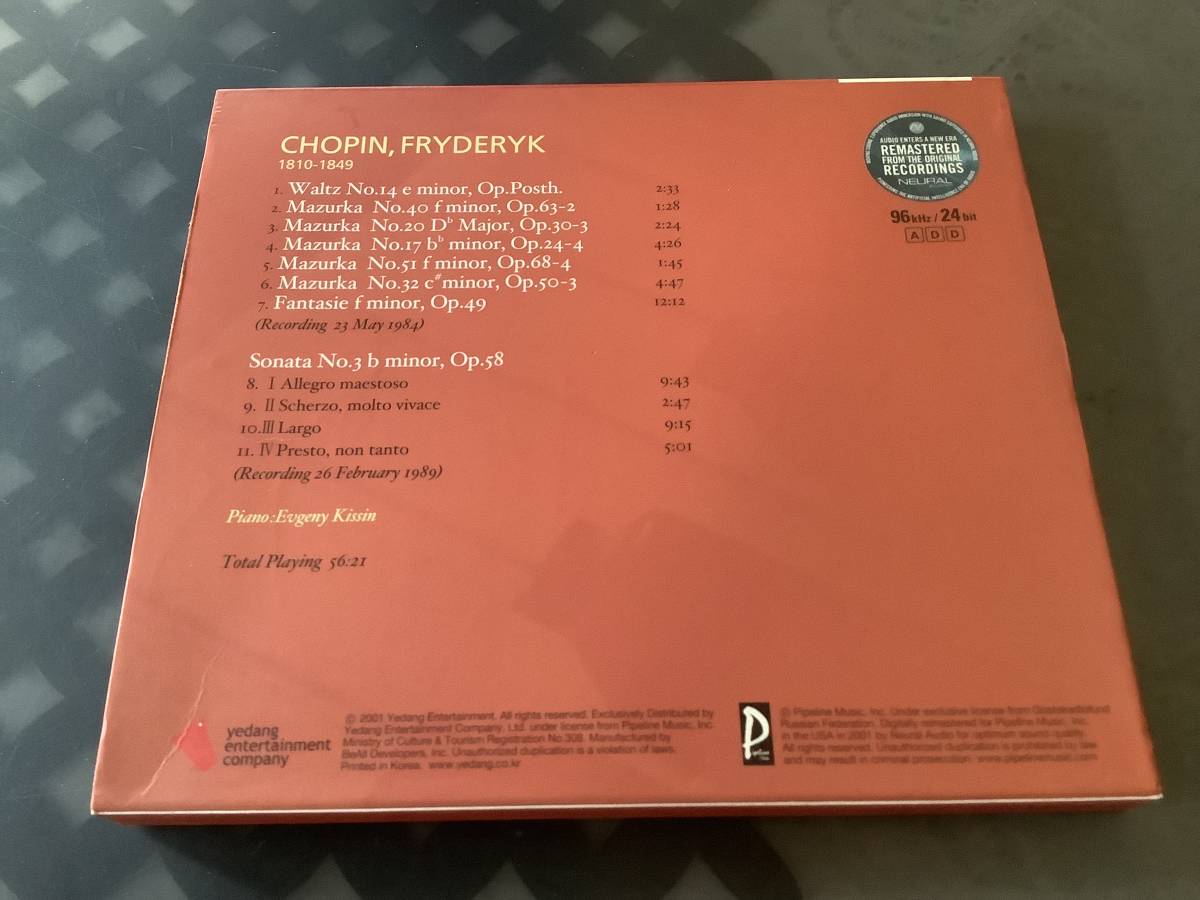 CHOPIN, FRYDERYK
1810-1849
1. Waltz No.14 e minor, Op.Posth. 2:33
2. Mazurka No.40 f minor, Op.63-2 1:28
3. Mazurka No.20 D♭ Major, Op.30-3 2:24
4. Mazurka No.17 b♭ minor, Op.24-4 4:26
5. Mazurka No.51 f minor, Op.68-4 1:45
6. Mazurka No.32 c# minor, Op.50-3 4:47
7. Fantasie f minor, Op.49 12:12
(Recording 23 May 1984)
Sonata No.3 b minor, Op.58
8. Ⅰ Allegro maestoso 9:43
9. Ⅱ Scherzo, molto vivace 2:47
10.Ⅲ Largo 9:15
11. Ⅳ Presto, non tanto 5:01
(Recording 26 February 1989)
Piano:Evgeny Kissin
Total Playing 56:21
AUDIO ENTERS A NEW ERA
REMASTERED
FROM THE ORIGINAL
RECORDINGS
NEURAL
96kHz / 24bit
A D D
yedang
entertainment
company
© 2001 Yedang Entertainment. All rights reserved. Exclusively Distributed by
Yedang Entertainment Company, Ltd. under license from Pipeline Music, Inc
Ministry of Culture & Tourism Registration No.308. Manufactured by
BeAll Developers, Inc. Unauthorized duplication is a violation of laws.
Printed in Korea. www.yedang.co.kr
P
Pipeline Music, Inc. Under exclusive license from Gosteleradiofund
Russian Federation. Digitally remastered for Pipeline Music, Inc.
in the USA in 2001 by Neural Audio for optimum sound quality.
All rights reserved. Unauthorized duplication is prohibited by law
and may result in criminal prosecution. www.pipelinemusic.com